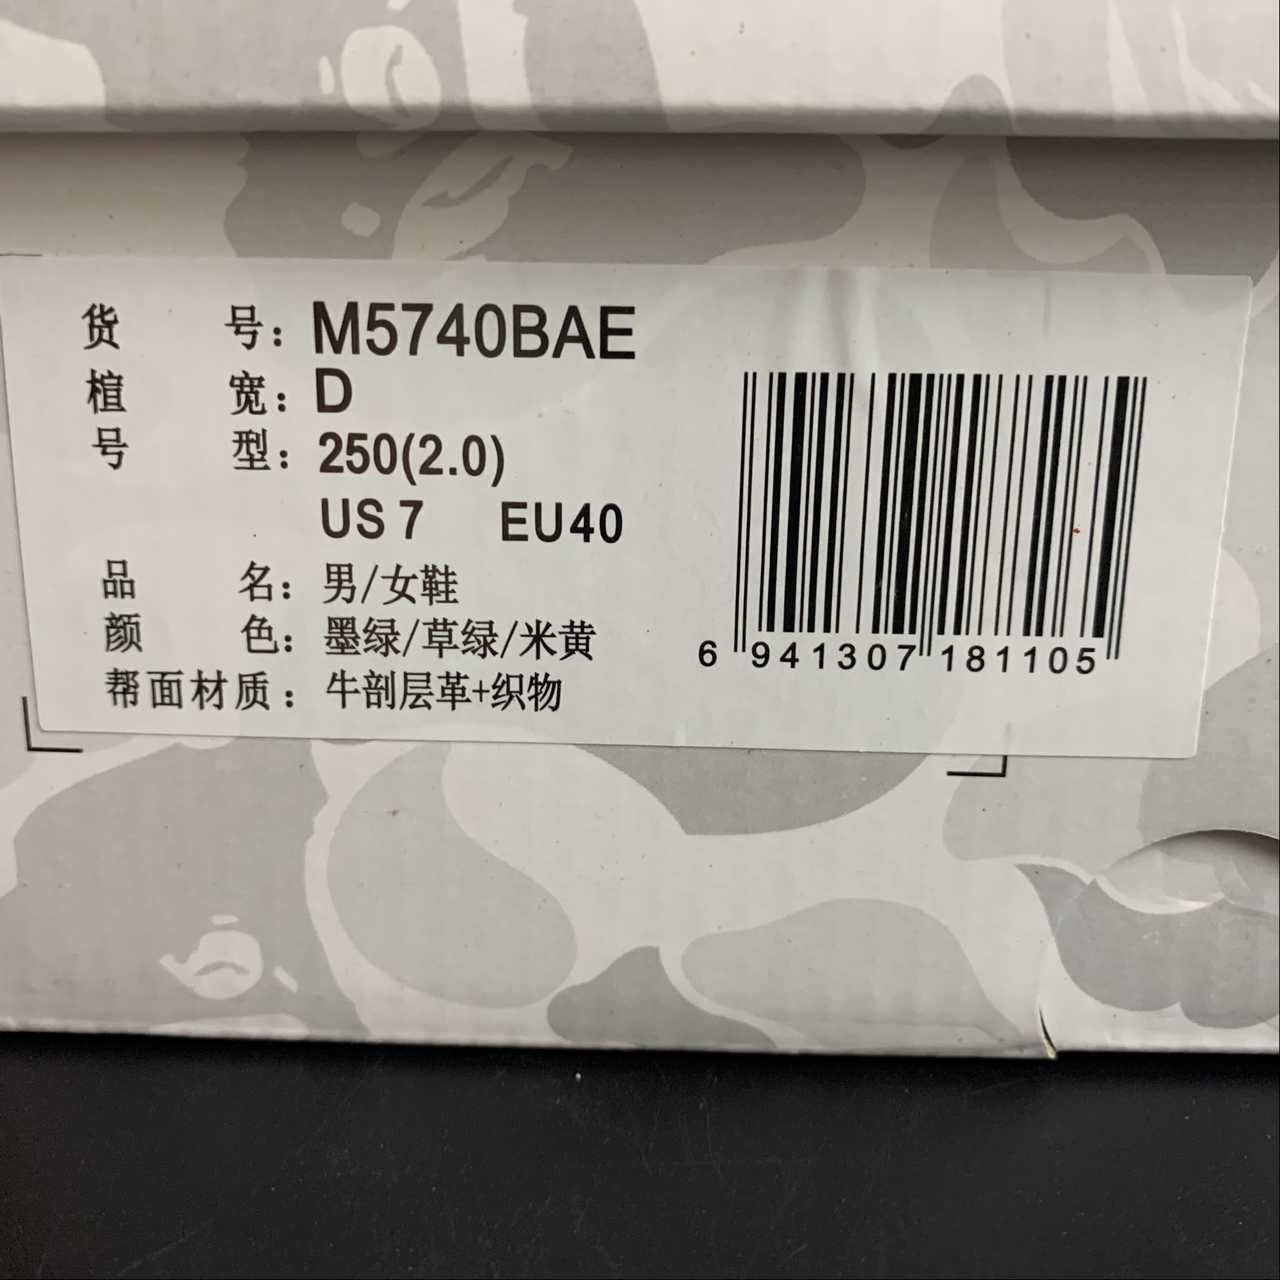 货 号：M5740BAE
楦 宽：D
号 型：250(2.0)
US 7 EU40
品 名：男/女鞋
颜 色：墨绿/草绿/米黄
帮面材质：牛剖层革+织物
6 941307 181105